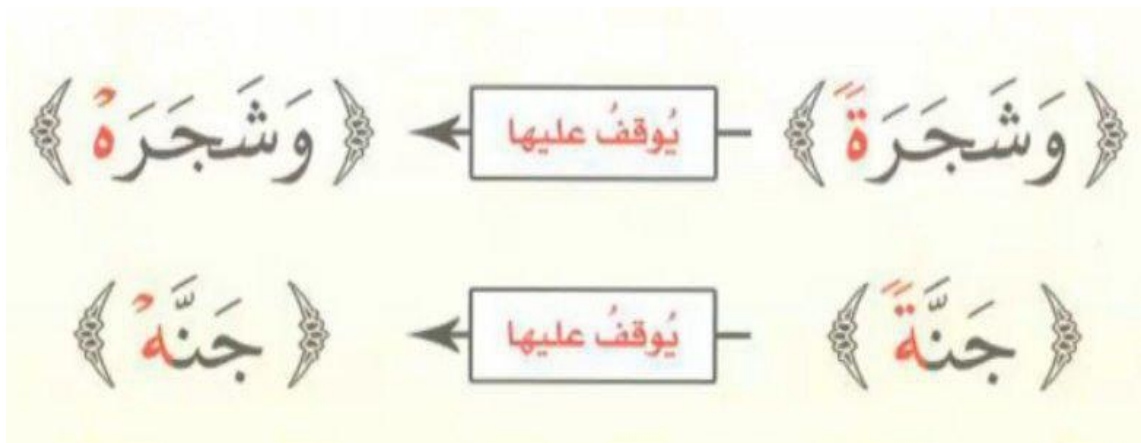 ﴿وَشَجَرَةً﴾ يُوقفُ عليها ﴿وَشَجَرَهْ﴾
﴿جَنَّةً﴾ يُوقفُ عليها ﴿جَنَّهْ﴾